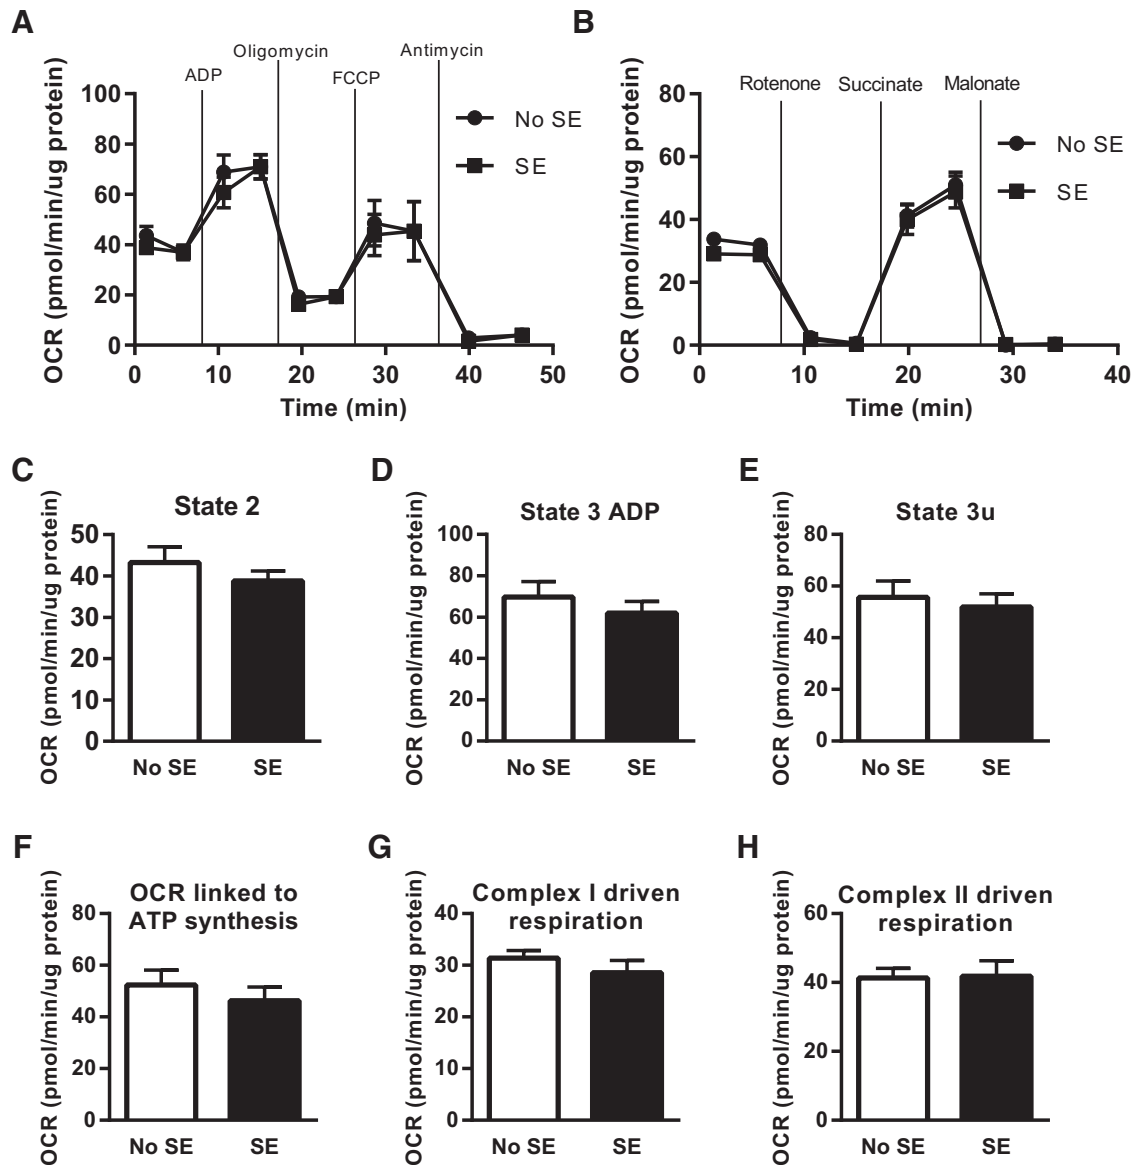 A
OCR (pmol/min/ug protein)
100
80
60
40
20
0
ADP
Oligomycin
FCCP
Antimycin
No SE
SE
0 10 20 30 40 50
Time (min)
B
OCR (pmol/min/ug protein)
80
60
40
20
0
Rotenone Succinate Malonate
No SE
SE
0 10 20 30 40
Time (min)
C
State 2
OCR (pmol/min/ug protein)
50
40
30
20
10
0
No SE SE
D
State 3 ADP
OCR (pmol/min/ug protein)
100
80
60
40
20
0
No SE SE
E
State 3u
OCR (pmol/min/ug protein)
80
60
40
20
0
No SE SE
F
OCR linked to
ATP synthesis
OCR (pmol/min/ug protein)
80
60
40
20
0
No SE SE
G
Complex I driven
respiration
OCR (pmol/min/ug protein)
40
30
20
10
0
No SE SE
H
Complex II driven
respiration
OCR (pmol/min/ug protein)
60
40
20
0
No SE SE